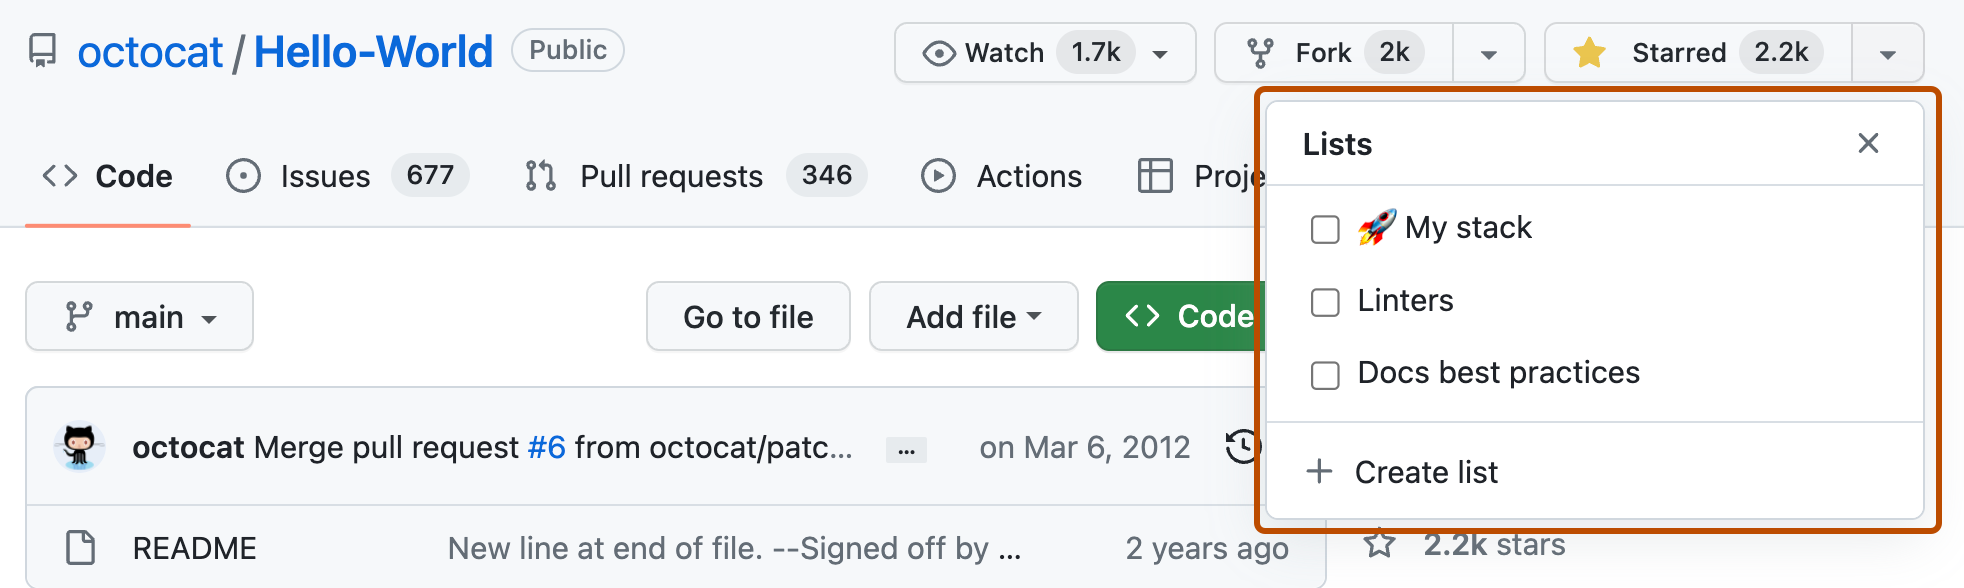 octocat / Hello-World Public
Watch 1.7k
Fork 2k
Starred 2.2k
Code
Issues 677
Pull requests 346
Actions
Proje
Lists
🚀 My stack
Linters
Docs best practices
+ Create list
main
Go to file
Add file
Code
octocat Merge pull request #6 from octocat/patc... ... on Mar 6, 2012
README New line at end of file. --Signed off by ... 2 years ago
2.2k stars